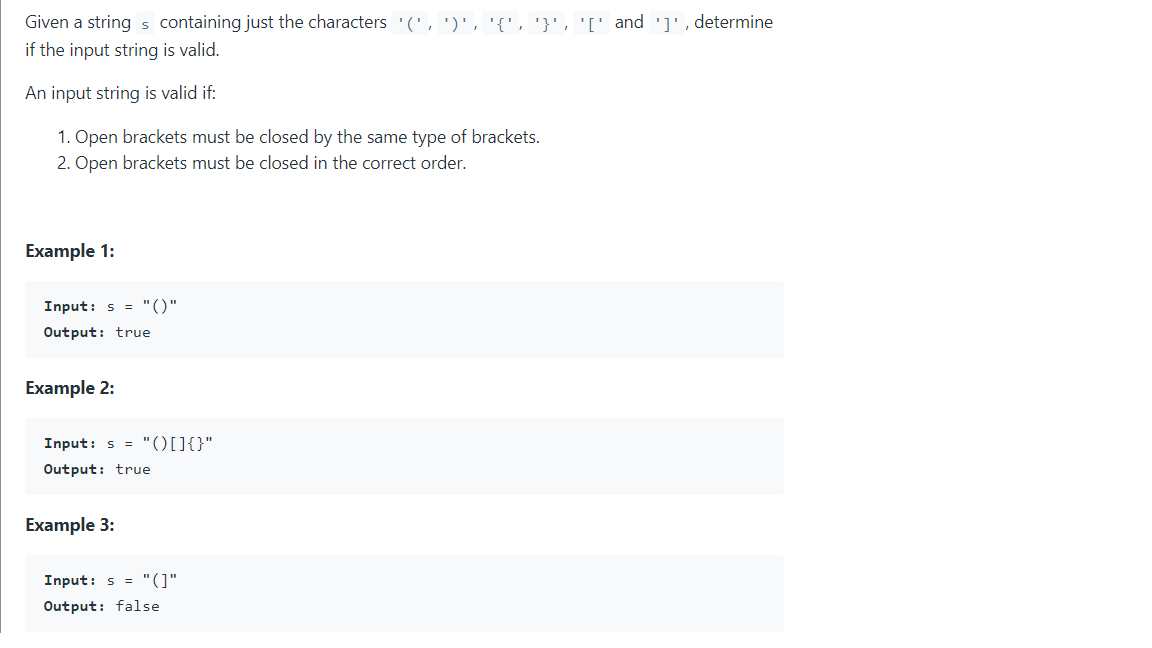 Given a string s containing just the characters '(', ')', '{', '}', '[' and ']', determine
if the input string is valid.
An input string is valid if:
1. Open brackets must be closed by the same type of brackets.
2. Open brackets must be closed in the correct order.
Example 1:
Input: s = "()"
Output: true
Example 2:
Input: s = "()[]{}"
Output: true
Example 3:
Input: s = "(]"
Output: false